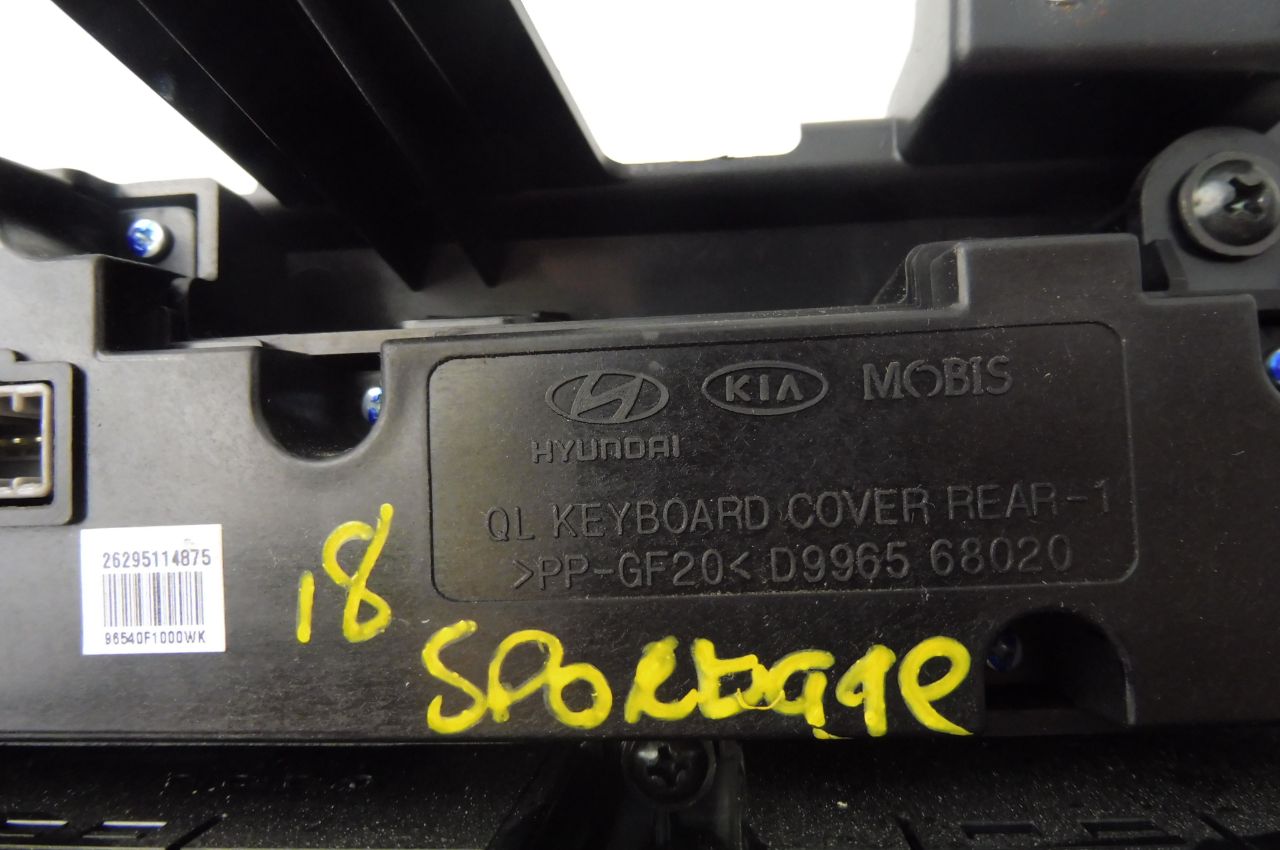 HYUNDAI
KIA
MOBIS
QL KEYBOARD COVER REAR-1
>PP-GF20< D9965 68020
26295114875
96540F1000WK
18
SPORTAGE